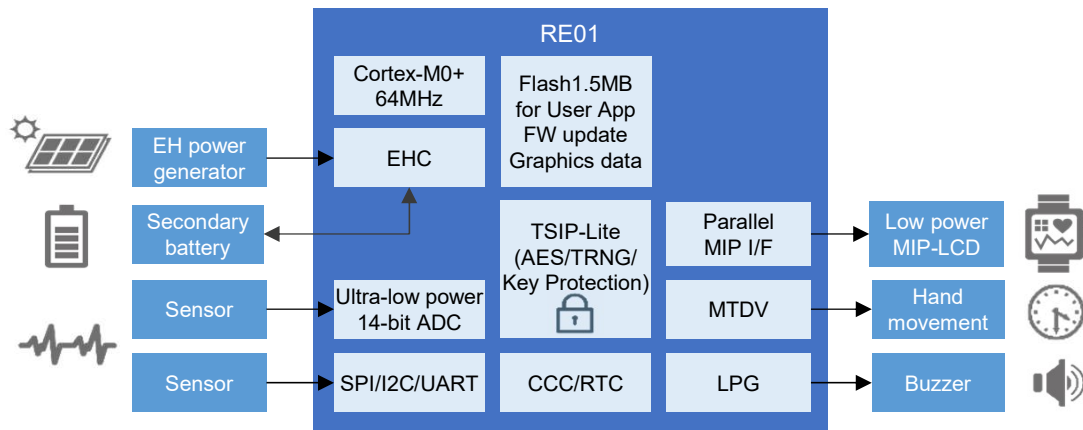 RE01
Cortex-M0+
64MHz
Flash1.5MB
for User App
FW update
Graphics data
EH power
generator
EHC
Secondary
battery
TSIP-Lite
(AES/TRNG/
Key Protection)
Parallel
MIP I/F
Low power
MIP-LCD
Sensor
Ultra-low power
14-bit ADC
MTDV
Hand
movement
Sensor
SPI/I2C/UART
CCC/RTC
LPG
Buzzer